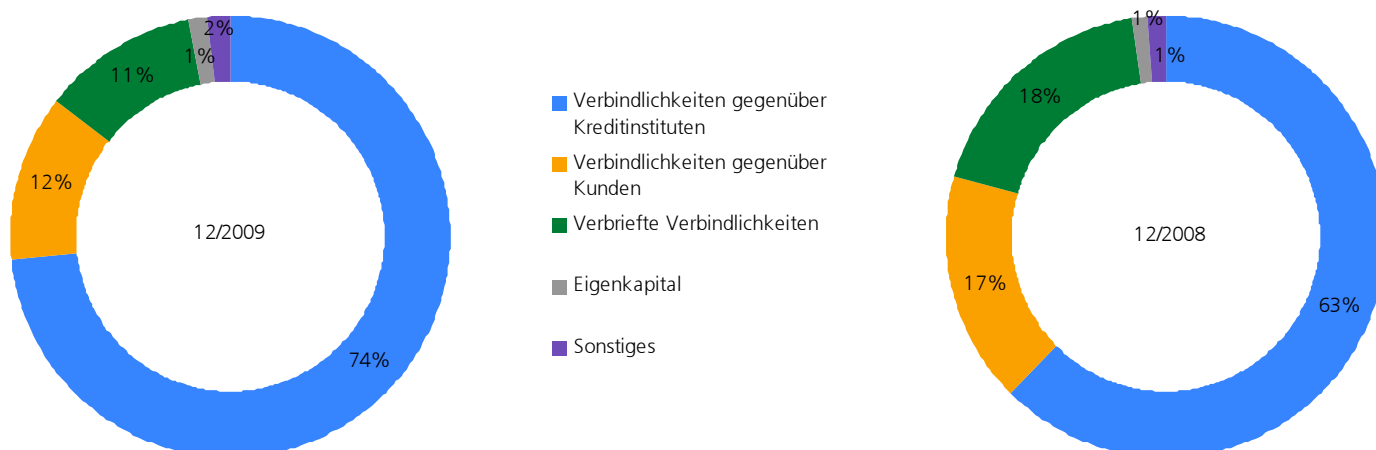 2%
1%
11%
12%
12/2009
74%
Verbindlichkeiten gegenüber
Kreditinstituten
Verbindlichkeiten gegenüber
Kunden
Verbriefte Verbindlichkeiten
Eigenkapital
Sonstiges
1%
1%
18%
17%
12/2008
63%